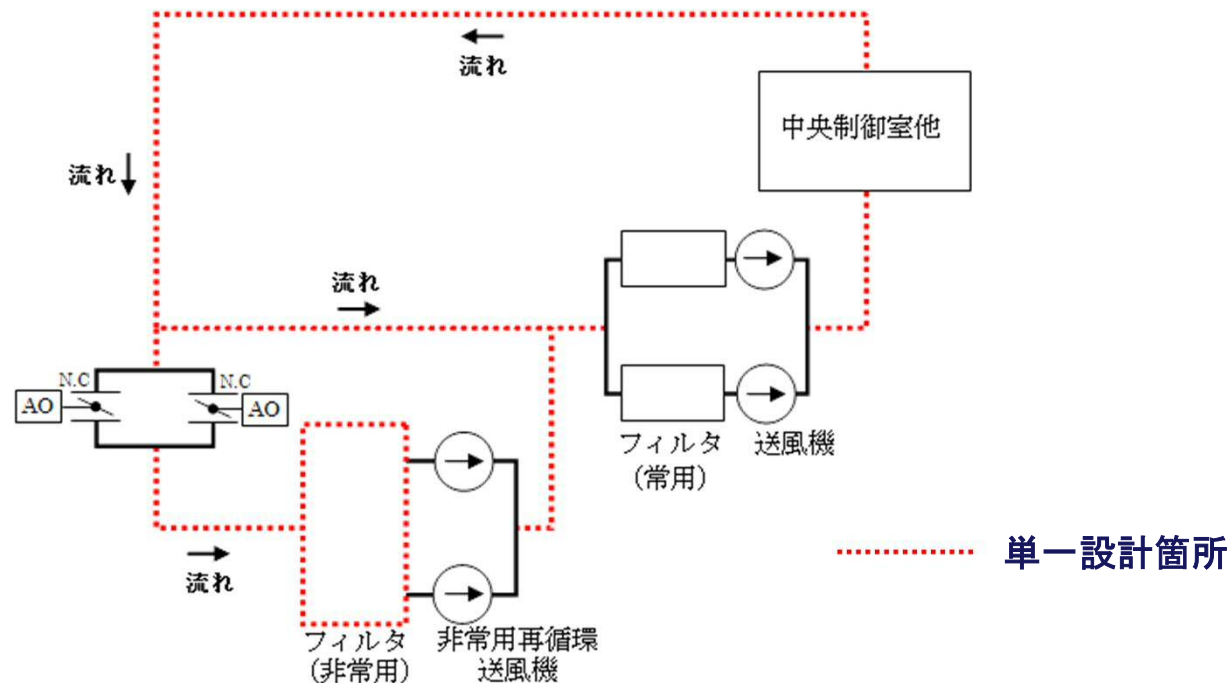 流れ
中央制御室他
流れ
流れ
N.C
N.C
AO
AO
フィルタ
(常用)
送風機
単一設計箇所
流れ
フィルタ
(非常用)
非常用再循環
送風機